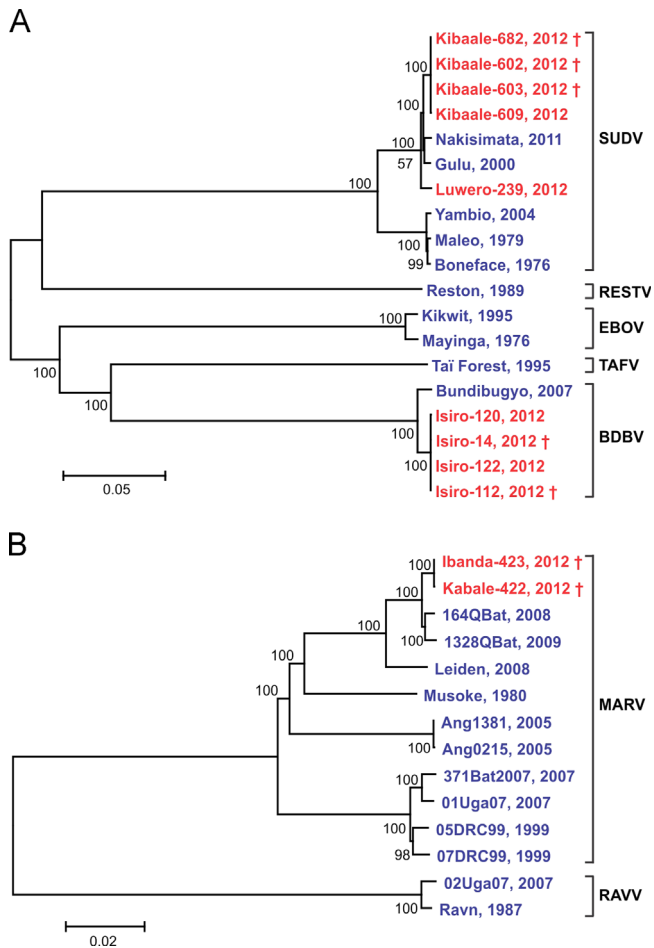 A
Kibaale-682, 2012 †
Kibaale-602, 2012 †
100
Kibaale-603, 2012 †
100
Kibaale-609, 2012
100
Nakisimata, 2011
SUDV
57
Gulu, 2000
100
Luwero-239, 2012
Yambio, 2004
100
Maleo, 1979
99
Boneface, 1976
Reston, 1989
RESTV
100
Kikwit, 1995
EBOV
Mayinga, 1976
100
Taï Forest, 1995
TAFV
100
Bundibugyo, 2007
100
Isiro-120, 2012
Isiro-14, 2012 †
BDBV
100
Isiro-122, 2012
Isiro-112, 2012 †
0.05
B
100
Ibanda-423, 2012 †
100
Kabale-422, 2012 †
100
164QBat, 2008
100
1328QBat, 2009
100
Leiden, 2008
100
Musoke, 1980
MARV
Ang1381, 2005
100
Ang0215, 2005
100
371Bat2007, 2007
01Uga07, 2007
100
05DRC99, 1999
98
07DRC99, 1999
02Uga07, 2007
RAVV
100
Ravn, 1987
0.02